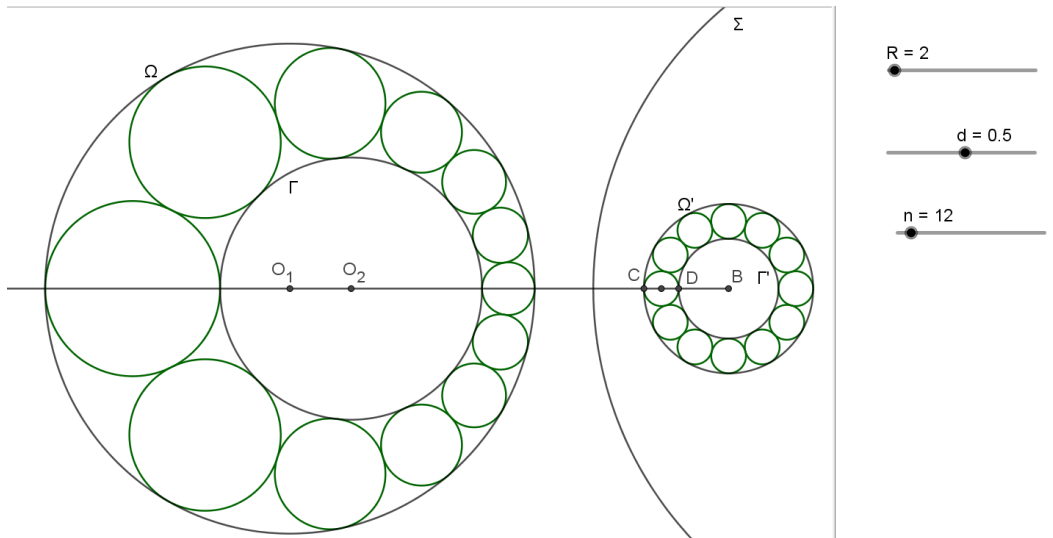 Σ
R = 2
Ω
d = 0.5
Γ
Ω'
n = 12
O₁ O₂ C D B Γ'